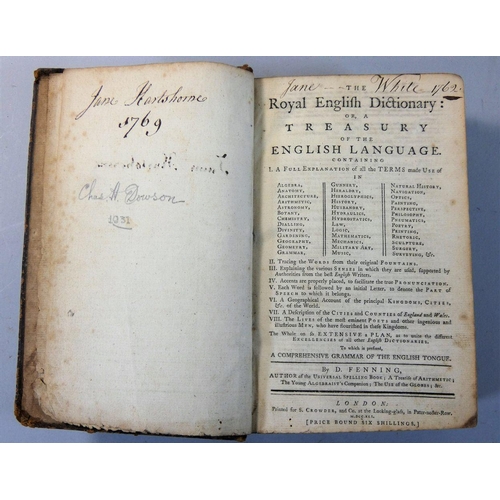 Jane Hartshorne
1769
Chas. H. Dowson
1931
Jane White 1762
THE
Royal English Dictionary:
OR, A
TREASURY
OF THE
ENGLISH LANGUAGE.
CONTAINING
I. A FULL EXPLANATION of all the TERMS made USE of
IN
ALGEBRA,
ANATOMY,
ARCHITECTURE,
ARITHMETIC,
ASTRONOMY,
BOTANY,
CHEMISTRY,
DIALLING,
DIVINITY,
GARDENING,
GEOGRAPHY,
GEOMETRY,
GRAMMAR,
GUNNERY,
HERALDRY,
HIEROGLYPHICS,
HISTORY,
HUSBANDRY,
HYDRAULICS,
HYDROSTATICS,
LAW,
LOGIC,
MATHEMATICS,
MECHANICS,
MILITARY ART,
MUSIC,
NATURAL HISTORY,
NAVIGATION,
OPTICS,
PAINTING,
PERSPECTIVE,
PHILOSOPHY,
PNEUMATICS,
POETRY,
PRINTING,
RHETORIC,
SCULPTURE,
SURGERY,
SURVEYING, &c.
II. Tracing the WORDS from their original FOUNTAINS.
III. Explaining the various SENSES in which they are used, supported by
Authorities from the best English Writers.
IV. Accents are properly placed, to facilitate the true PRONUNCIATION.
V. Each Word is followed by an initial Letter, to denote the PART OF
SPEECH to which it belongs.
VI. A Geographical Account of the principal KINGDOMS, CITIES,
&c. of the World.
VII. A Description of the CITIES and COUNTIES of England and Wales.
VIII. The LIVES of the most eminent POETS and other ingenious and
illustrious MEN, who have flourished in these Kingdoms.
The Whole on so EXTENSIVE a PLAN, as to unite the different
Excellencies of all other English DICTIONARIES.
To which is prefixed,
A COMPREHENSIVE GRAMMAR OF THE ENGLISH TONGUE.
By D. FENNING,
AUTHOR of the UNIVERSAL SPELLING BOOK; A Treatise of ARITHMETIC;
The Young ALGEBRAIST's Companion; The USE of the GLOBES; &c.
LONDON.
Printed for S. CROWDER, and Co. at the Looking-glass, in Pater-noster-Row.
M.DCC.LXI.
[PRICE BOUND SIX SHILLINGS.]